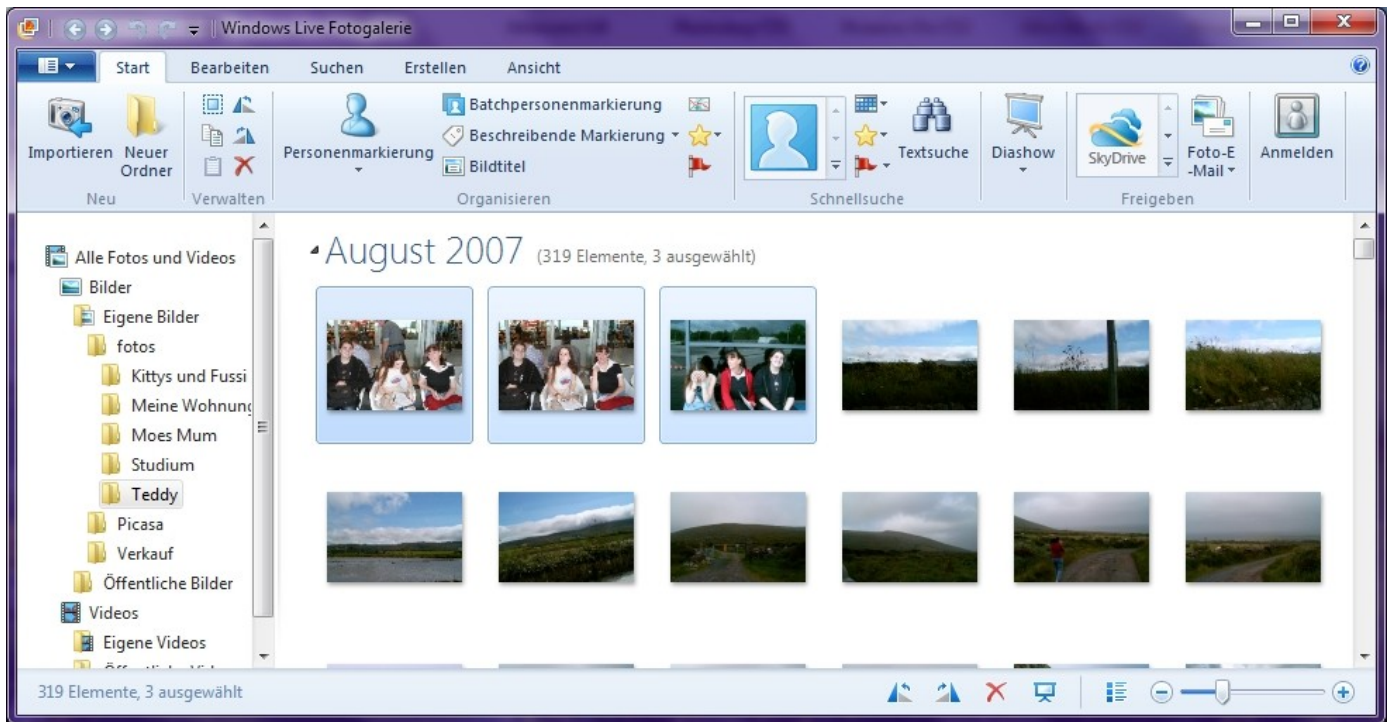 Windows Live Fotogalerie
Start Bearbeiten Suchen Erstellen Ansicht
Importieren
Neuer
Ordner
Neu
Verwalten
Personenmarkierung
Batchpersonenmarkierung
Beschreibende Markierung
Bildtitel
Organisieren
Textsuche
Schnellsuche
Diashow
SkyDrive
Foto-E
-Mail
Freigeben
Anmelden
Alle Fotos und Videos
Bilder
Eigene Bilder
fotos
Kittys und Fussi
Meine Wohnung
Moes Mum
Studium
Teddy
Picasa
Verkauf
Öffentliche Bilder
Videos
Eigene Videos
August 2007 (319 Elemente, 3 ausgewählt)
319 Elemente, 3 ausgewählt